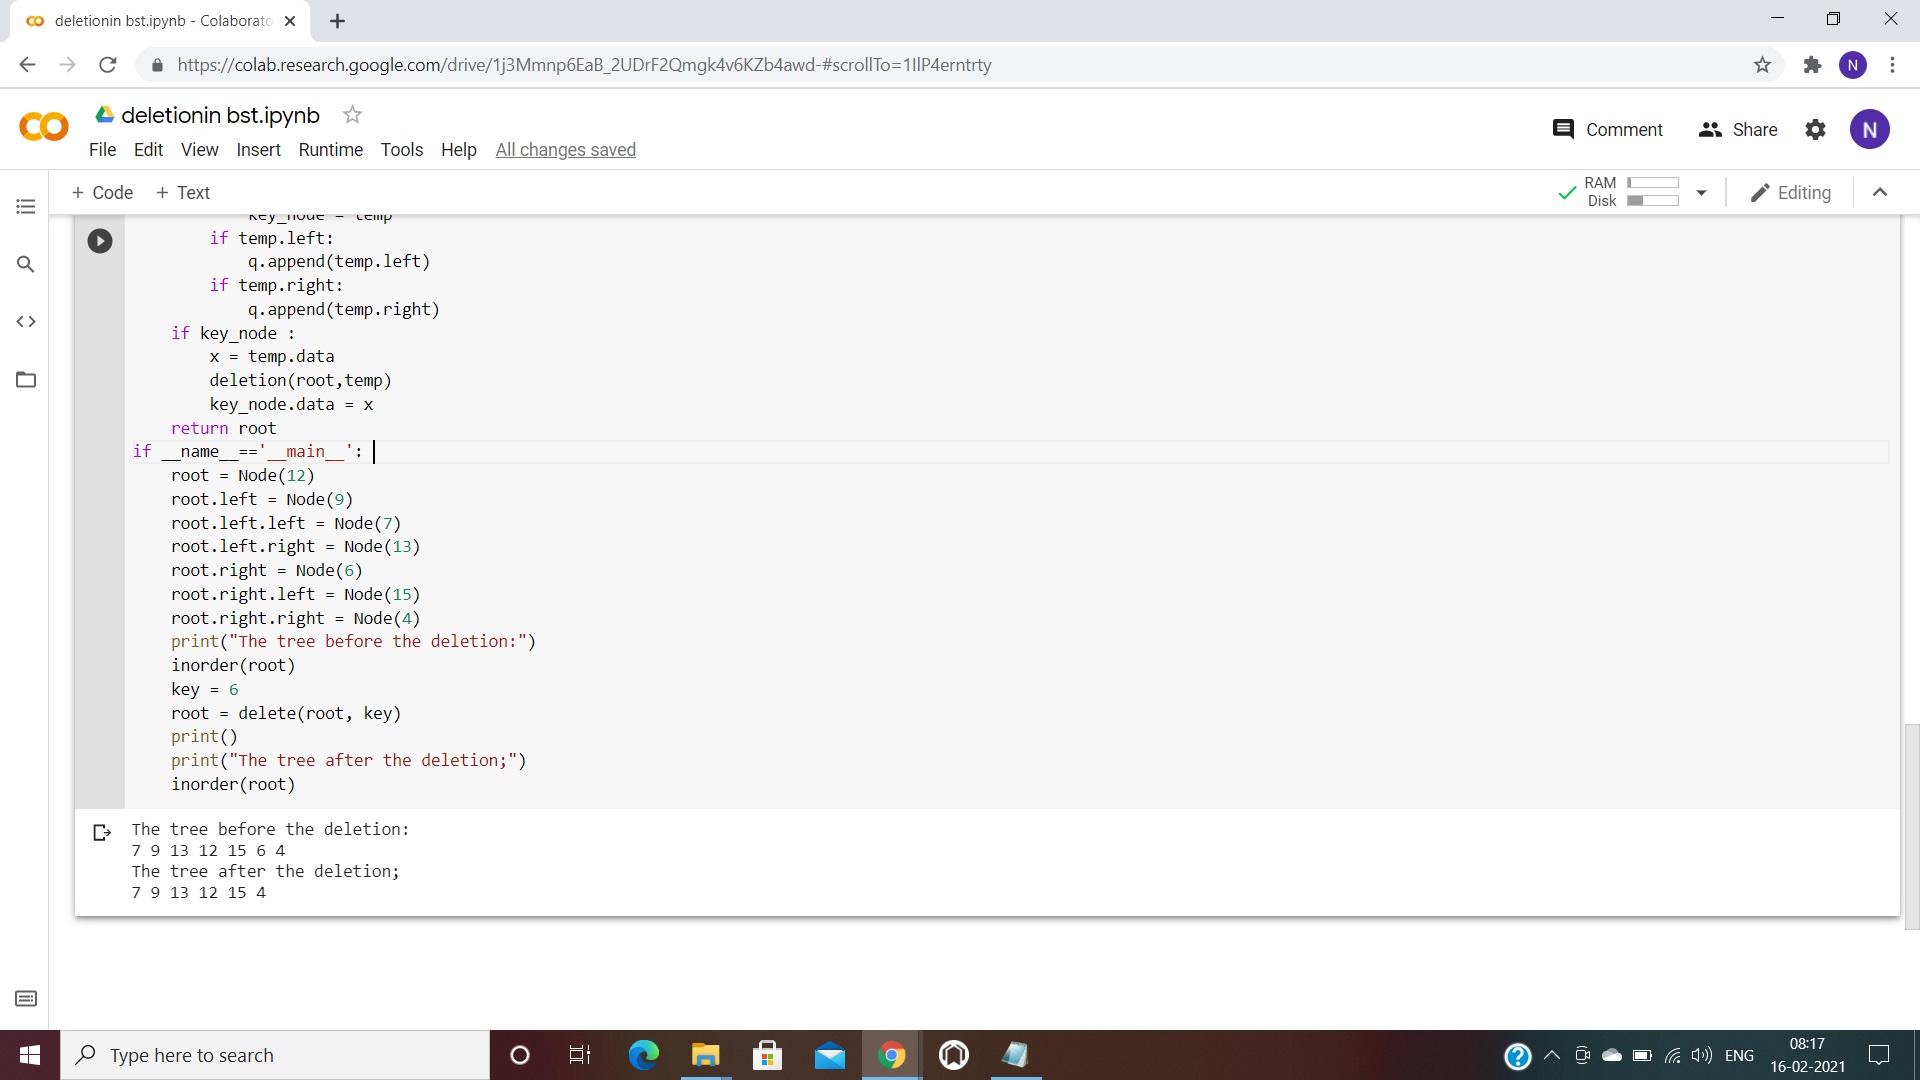 deletionin bst.ipynb - Colaborato
https://colab.research.google.com/drive/1j3Mmnp6EaB_2UDrF2Qmgk4v6KZb4awd-#scrollTo=1IlP4erntrty
N
deletionin bst.ipynb
Comment
Share
N
File Edit View Insert Runtime Tools Help All changes saved
+ Code + Text
RAM
Disk
Editing
key_node = temp
if temp.left:
q.append(temp.left)
if temp.right:
q.append(temp.right)
if key_node :
x = temp.data
deletion(root,temp)
key_node.data = x
return root
if __name__=='__main__':
root = Node(12)
root.left = Node(9)
root.left.left = Node(7)
root.left.right = Node(13)
root.right = Node(6)
root.right.left = Node(15)
root.right.right = Node(4)
print("The tree before the deletion:")
inorder(root)
key = 6
root = delete(root, key)
print()
print("The tree after the deletion;")
inorder(root)
The tree before the deletion:
7 9 13 12 15 6 4
The tree after the deletion;
7 9 13 12 15 4
Type here to search
ENG
08:17
16-02-2021